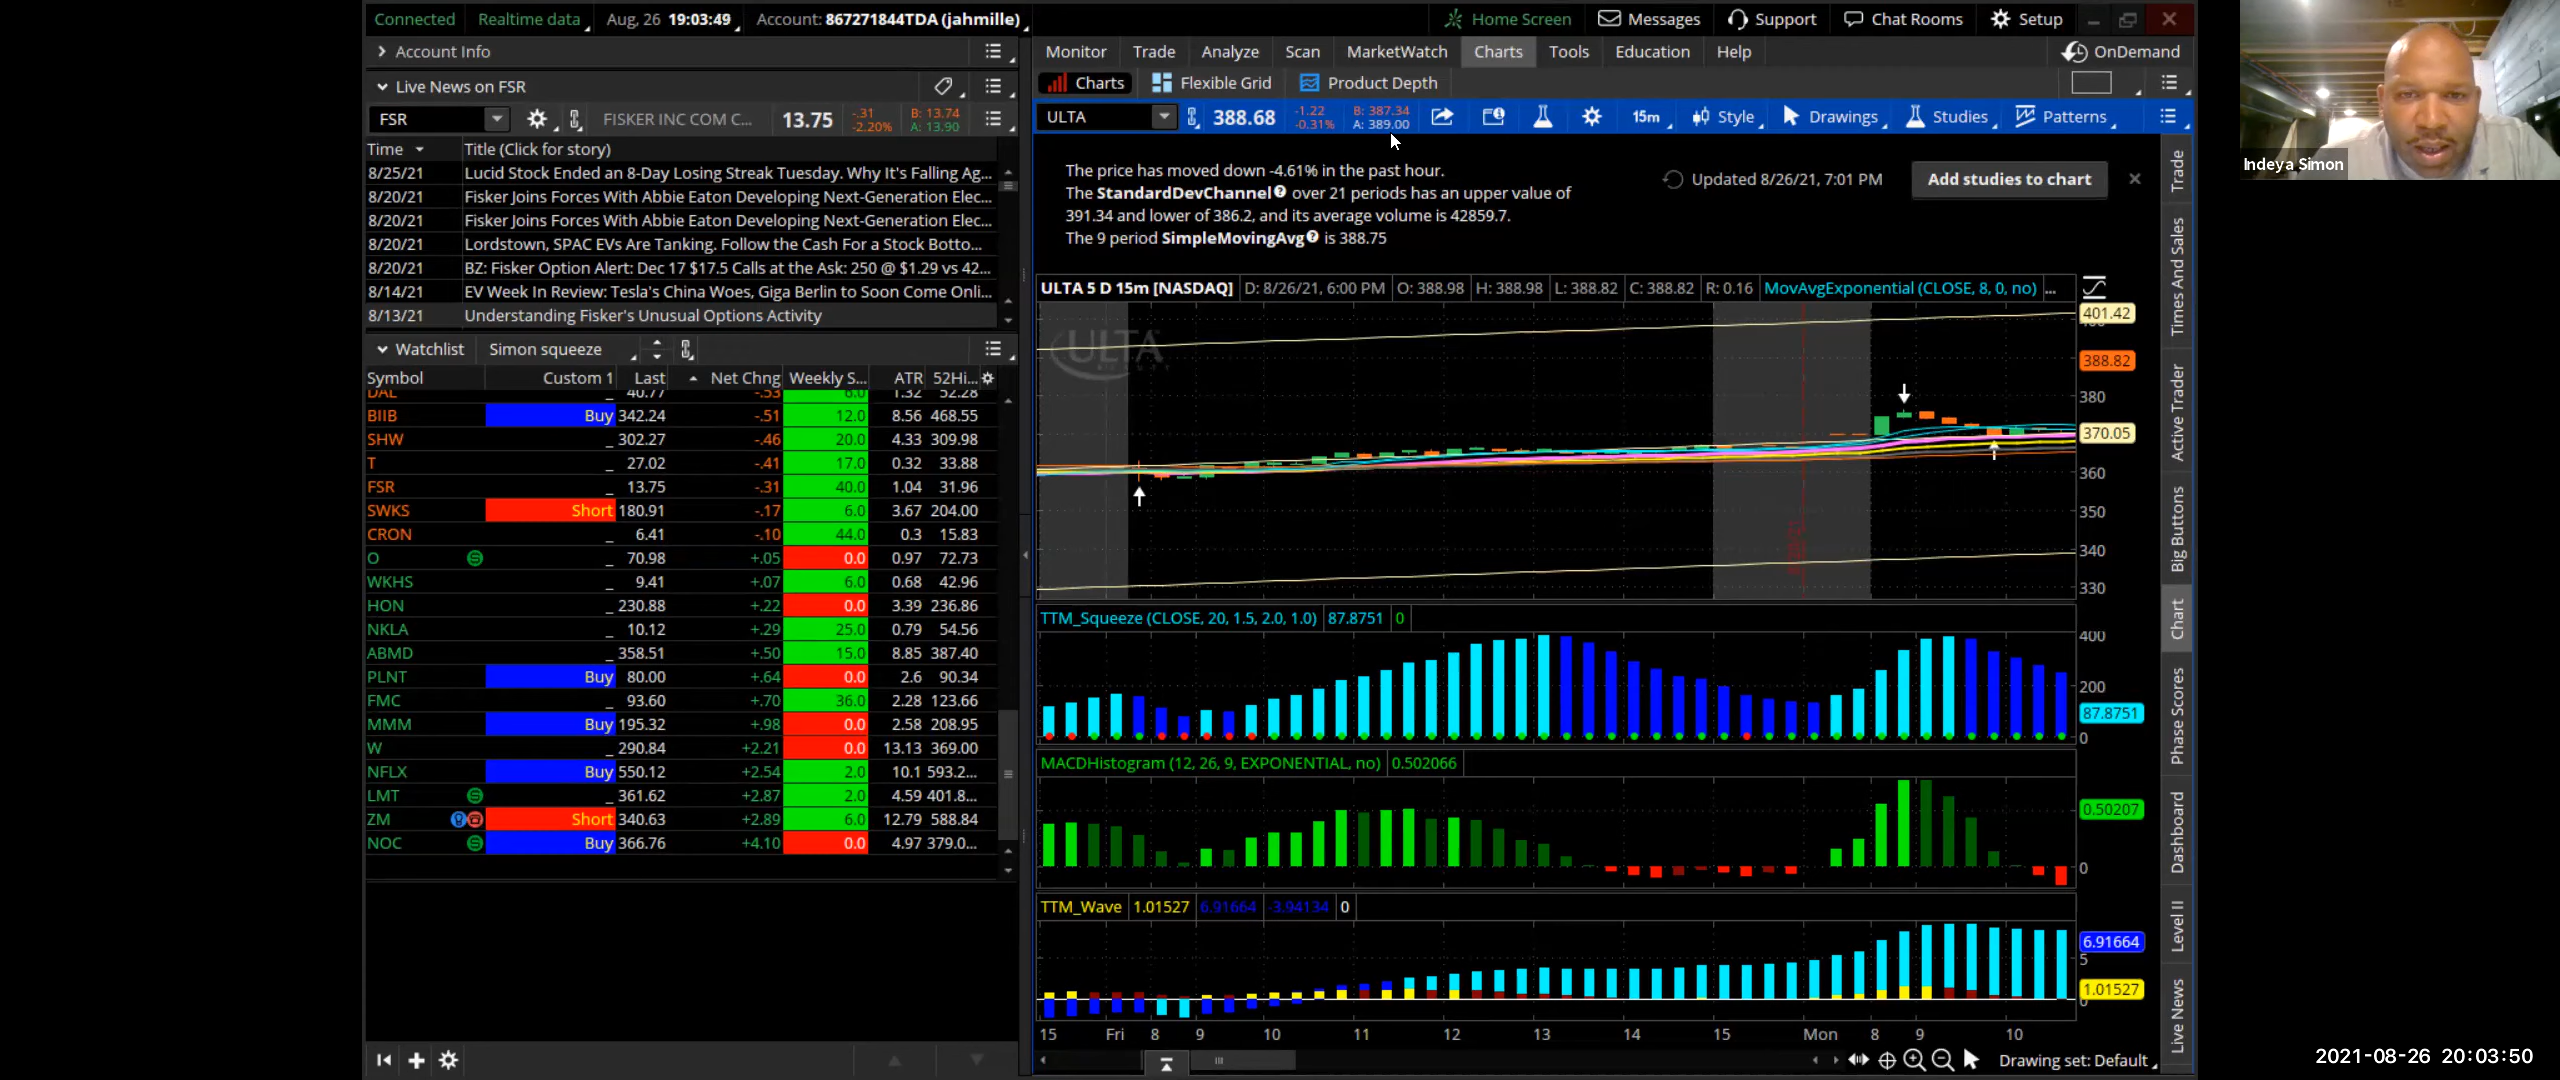 Connected Realtime data Aug, 26 19:03:49 Account: 867271844TDA (jahmille) Home Screen Messages Support Chat Rooms Setup
Account Info
Monitor Trade Analyze Scan MarketWatch Charts Tools Education Help OnDemand
Live News on FSR
Charts Flexible Grid Product Depth
FSR FISKER INC COM C... 13.75 -.31 -2.20% B: 13.74 A: 13.90
ULTA 388.68 -1.22 -0.31% B: 387.34 A: 389.00 15m Style Drawings Studies Patterns
Time Title (Click for story)
8/25/21 Lucid Stock Ended an 8-Day Losing Streak Tuesday. Why It's Falling Ag...
8/20/21 Fisker Joins Forces With Abbie Eaton Developing Next-Generation Elec...
8/20/21 Fisker Joins Forces With Abbie Eaton Developing Next-Generation Elec...
8/20/21 Lordstown, SPAC EVs Are Tanking. Follow the Cash For a Stock Botto...
8/20/21 BZ: Fisker Option Alert: Dec 17 $17.5 Calls at the Ask: 250 @ $1.29 vs 42...
8/14/21 EV Week In Review: Tesla's China Woes, Giga Berlin to Soon Come Onli...
8/13/21 Understanding Fisker's Unusual Options Activity
The price has moved down -4.61% in the past hour.
The StandardDevChannel over 21 periods has an upper value of
391.34 and lower of 386.2, and its average volume is 42859.7.
The 9 period SimpleMovingAvg is 388.75
Updated 8/26/21, 7:01 PM Add studies to chart
Watchlist Simon squeeze
Symbol Custom 1 Last Net Chng Weekly S... ATR 52Hi...
DAL _ 40.77 -.53 6.0 1.32 52.28
BIIB Buy 342.24 -.51 12.0 8.56 468.55
SHW _ 302.27 -.46 20.0 4.33 309.98
T _ 27.02 -.41 17.0 0.32 33.88
FSR _ 13.75 -.31 40.0 1.04 31.96
SWKS Short 180.91 -.17 6.0 3.67 204.00
CRON _ 6.41 -.10 44.0 0.3 15.83
O _ 70.98 +.05 0.0 0.97 72.73
WKHS _ 9.41 +.07 6.0 0.68 42.96
HON _ 230.88 +.22 0.0 3.39 236.86
NKLA _ 10.12 +.29 25.0 0.79 54.56
ABMD _ 358.51 +.50 15.0 8.85 387.40
PLNT Buy 80.00 +.64 0.0 2.6 90.34
FMC _ 93.60 +.70 36.0 2.28 123.66
MMM Buy 195.32 +.98 0.0 2.58 208.95
W _ 290.84 +2.21 0.0 13.13 369.00
NFLX Buy 550.12 +2.54 2.0 10.1 593.2...
LMT _ 361.62 +2.87 2.0 4.59 401.8...
ZM Short 340.63 +2.89 6.0 12.79 588.84
NOC Buy 366.76 +4.10 0.0 4.97 379.0...
ULTA 5 D 15m [NASDAQ] D: 8/26/21, 6:00 PM O: 388.98 H: 388.98 L: 388.82 C: 388.82 R: 0.16 MovAvgExponential (CLOSE, 8, 0, no) ...
ULTA
401.42
388.82
380
370.05
360
350
340
330
TTM_Squeeze (CLOSE, 20, 1.5, 2.0, 1.0) 87.8751 0
400
200
87.8751
0
MACDHistogram (12, 26, 9, EXPONENTIAL, no) 0.502066
0.50207
0
TTM_Wave 1.01527 6.91664 -3.94134 0
6.91664
5
1.01527
15 Fri 8 9 10 11 12 13 14 15 Mon 8 9 10
Drawing set: Default
Trade
Times And Sales
Active Trader
Big Buttons
Chart
Phase Scores
Dashboard
Level II
Live News
Indeya Simon
2021-08-26 20:03:50